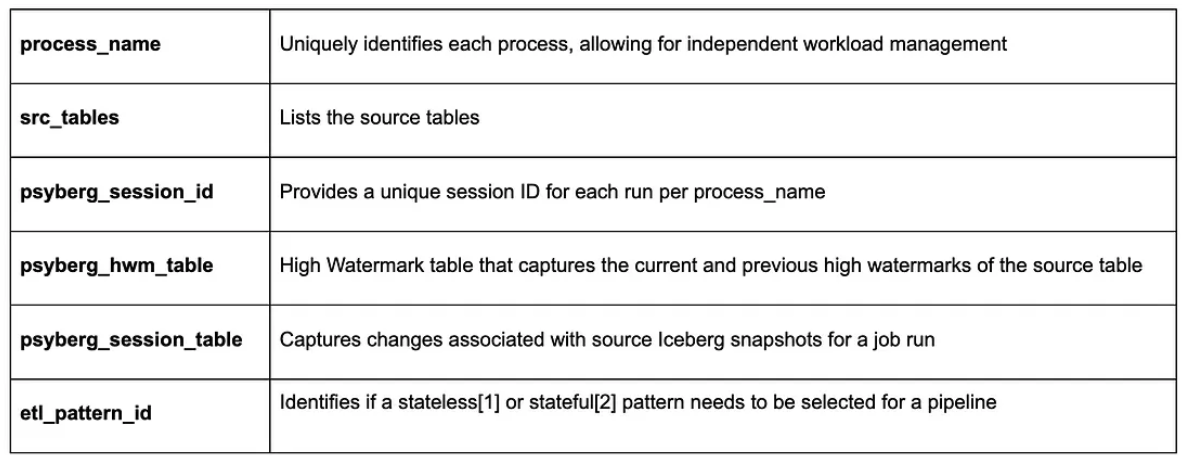 process_name Uniquely identifies each process, allowing for independent workload management
src_tables Lists the source tables
psyberg_session_id Provides a unique session ID for each run per process_name
psyberg_hwm_table High Watermark table that captures the current and previous high watermarks of the source table
psyberg_session_table Captures changes associated with source Iceberg snapshots for a job run
etl_pattern_id Identifies if a stateless[1] or stateful[2] pattern needs to be selected for a pipeline